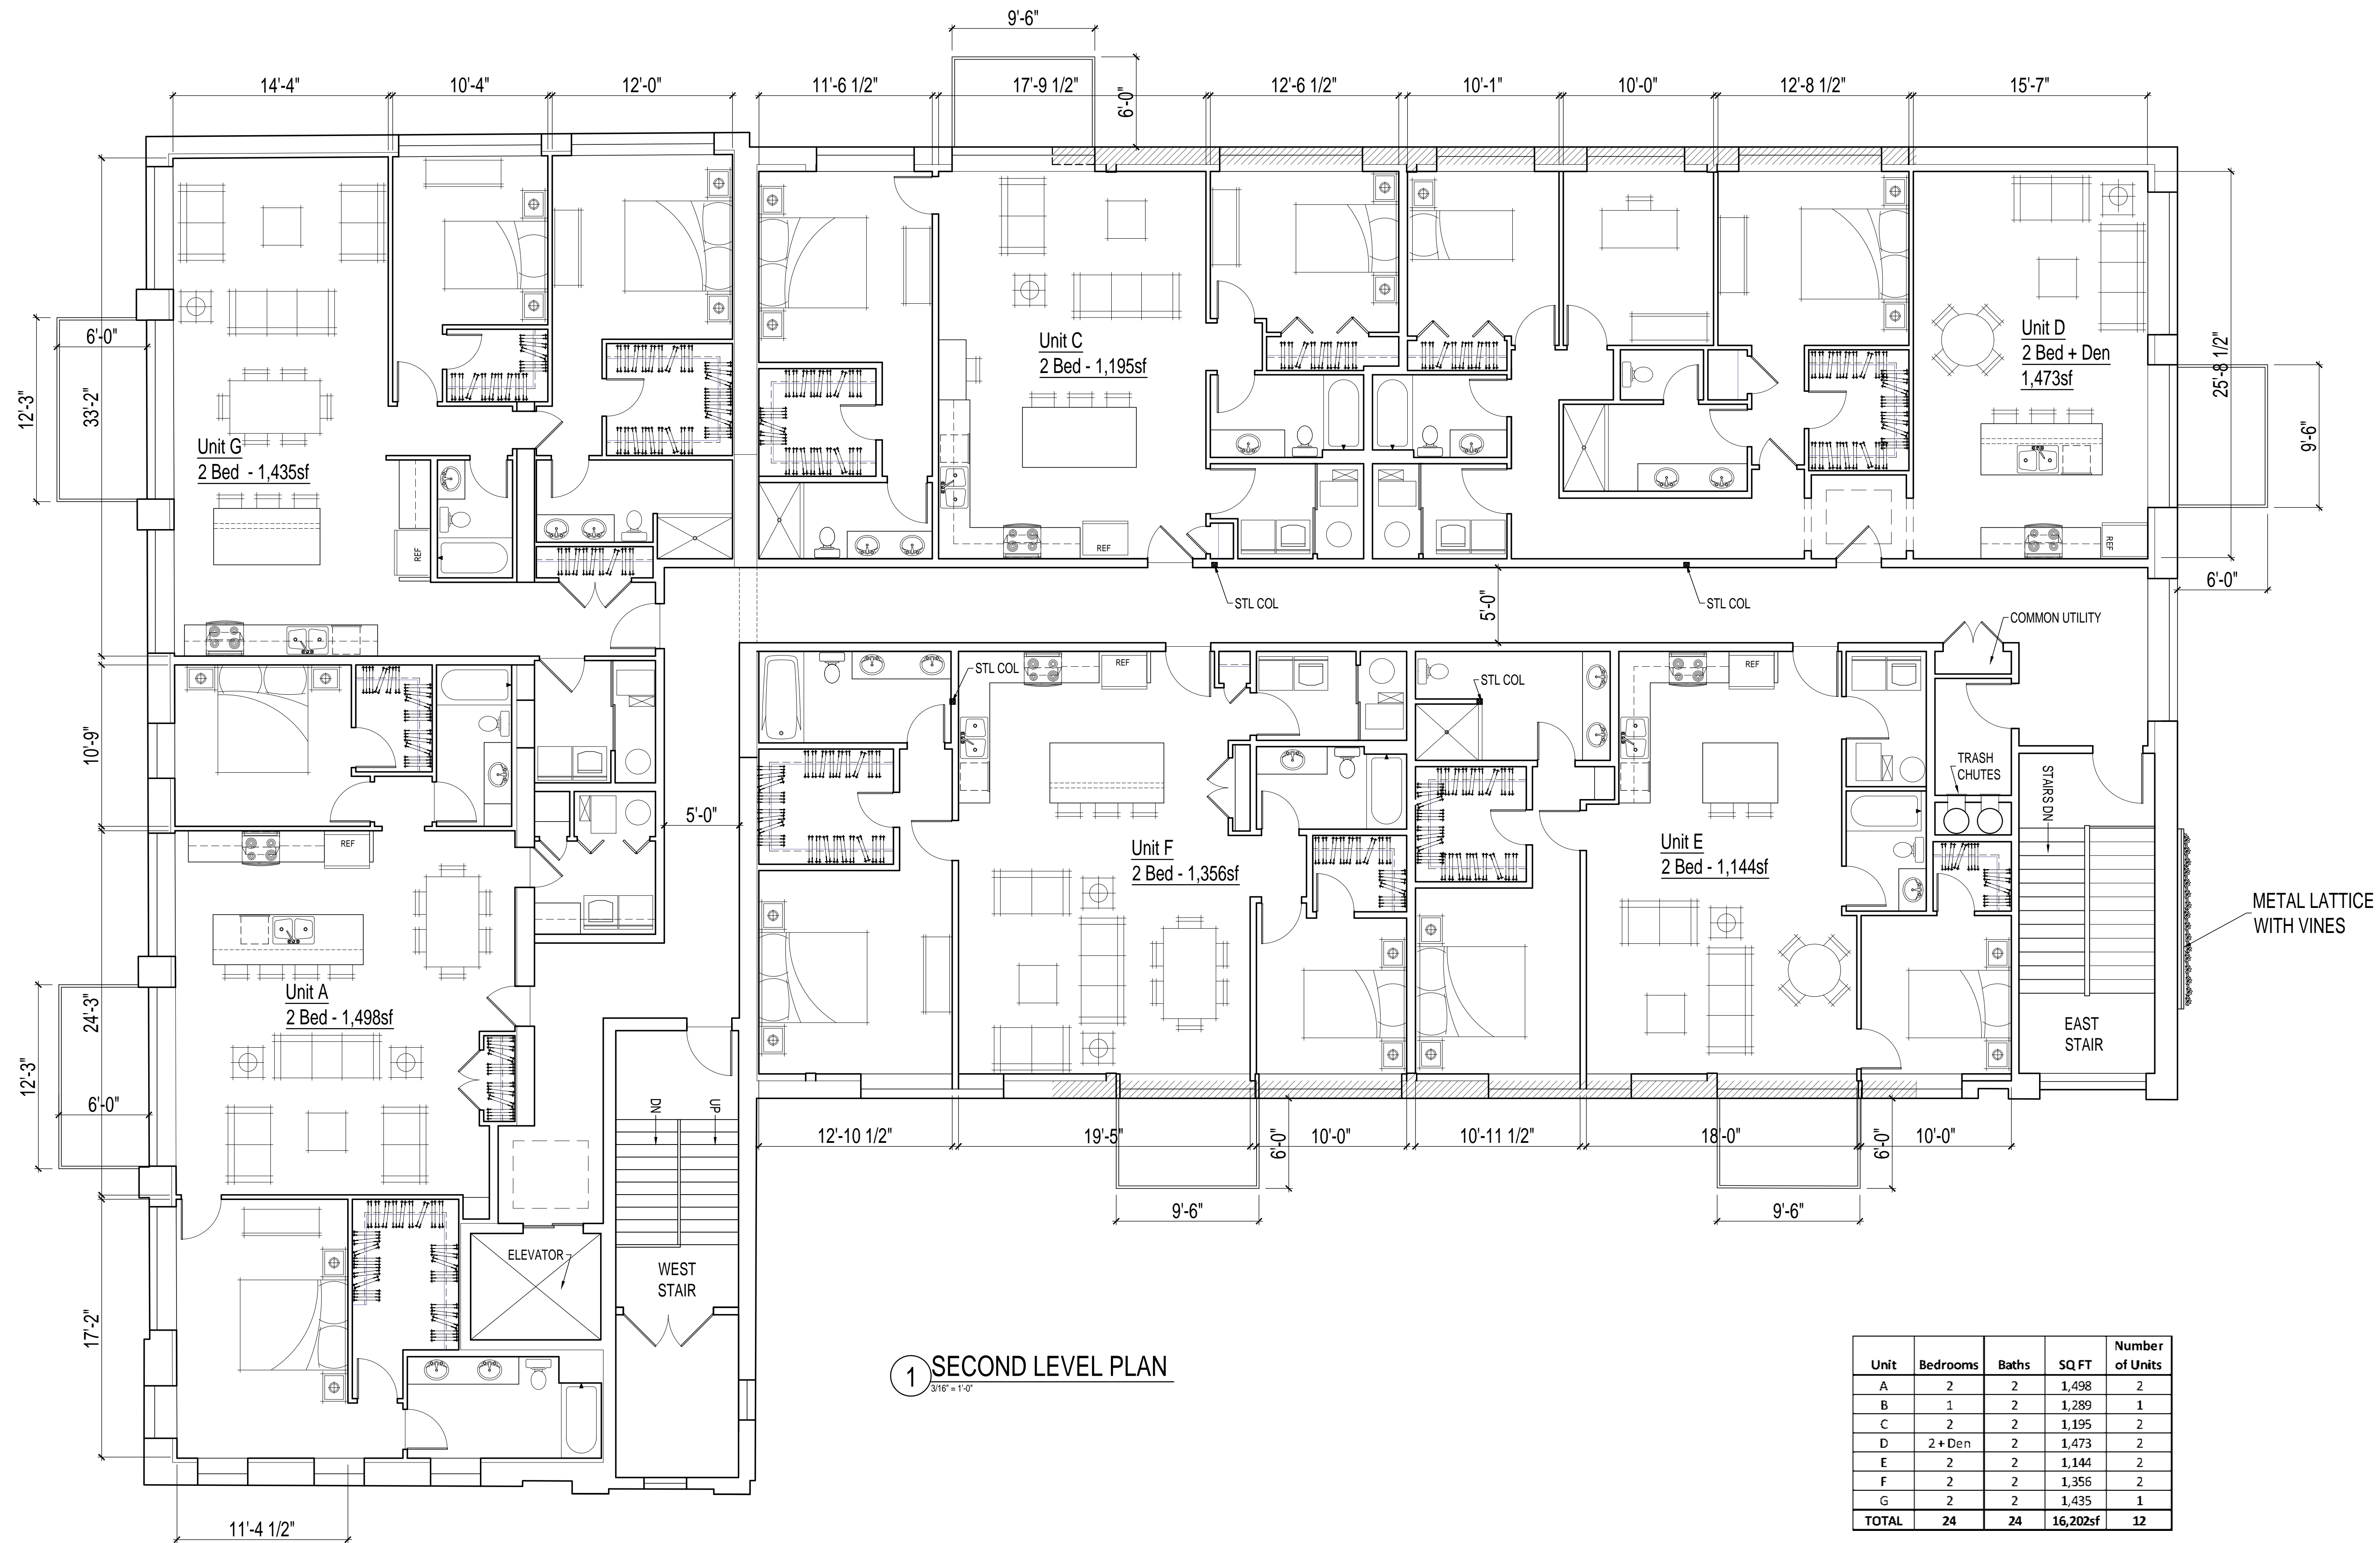 9'-6"
6'-0"
14'-4"
10'-4"
12'-0"
11'-6 1/2"
17'-9 1/2"
12'-6 1/2"
10'-1"
10'-0"
12'-8 1/2"
15'-7"
6'-0"
12'-3"
33'-2"
Unit G
2 Bed - 1,435sf
REF
Unit C
2 Bed - 1,195sf
REF
Unit D
2 Bed + Den
1,473sf
REF
25'-8 1/2"
9'-6"
6'-0"
STL COL
5'-0"
STL COL
COMMON UTILITY
10'-9"
STL COL
REF
STL COL
REF
TRASH
CHUTES
STAIRS DN
5'-0"
REF
Unit F
2 Bed - 1,356sf
Unit E
2 Bed - 1,144sf
METAL LATTICE
WITH VINES
Unit A
2 Bed - 1,498sf
24'-3"
12'-3"
6'-0"
EAST
STAIR
DN
UP
12'-10 1/2"
19'-5"
6'-0"
10'-0"
10'-11 1/2"
18'-0"
6'-0"
10'-0"
9'-6"
9'-6"
ELEVATOR
WEST
STAIR
17'-2"
11'-4 1/2"
1 SECOND LEVEL PLAN
3/16" = 1'-0"
Unit Bedrooms Baths SQ FT Number of Units
A 2 2 1,498 2
B 1 2 1,289 1
C 2 2 1,195 2
D 2 + Den 2 1,473 2
E 2 2 1,144 2
F 2 2 1,356 2
G 2 2 1,435 1
TOTAL 24 24 16,202sf 12